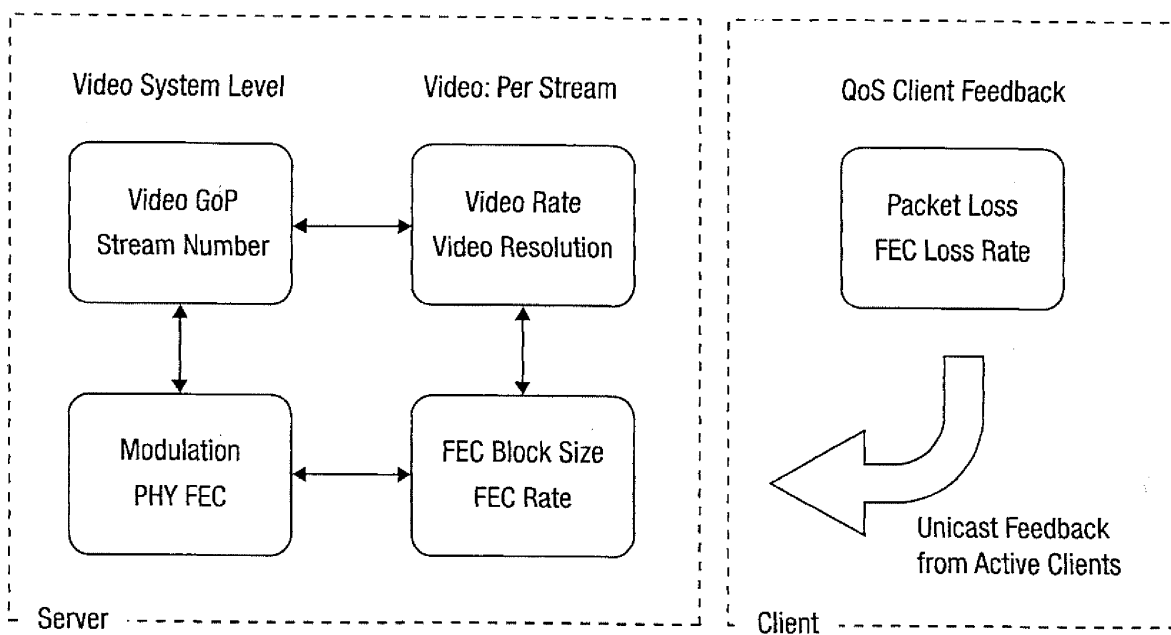 Video System Level
Video: Per Stream
QoS Client Feedback
Video GoP
Stream Number
Video Rate
Video Resolution
Packet Loss
FEC Loss Rate
Modulation
PHY FEC
FEC Block Size
FEC Rate
Unicast Feedback
from Active Clients
Server
Client